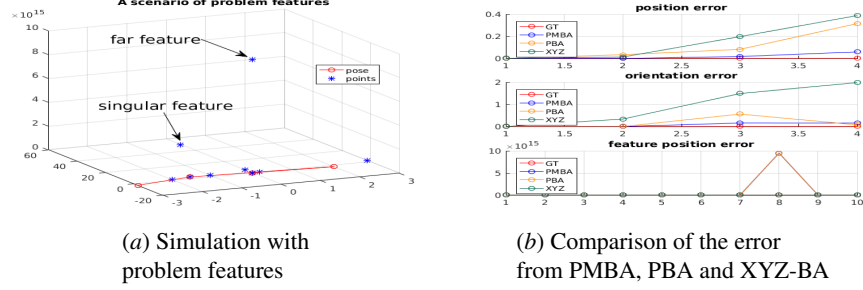 A scenario of problem features
×10^15
10
8
6
4
2
0
60
40
20
0
-20
-3
-2
-1
0
1
2
3
far feature
singular feature
pose
points
(a) Simulation with
problem features
position error
0.4
0.2
0
GT
PMBA
PBA
XYZ
1 1.5 2 2.5 3 3.5 4
orientation error
2
1
0
GT
PMBA
PBA
XYZ
1 1.5 2 2.5 3 3.5 4
feature position error
×10^15
10
5
0
GT
PMBA
PBA
XYZ
1 2 3 4 5 6 7 8 9 10
(b) Comparison of the error
from PMBA, PBA and XYZ-BA